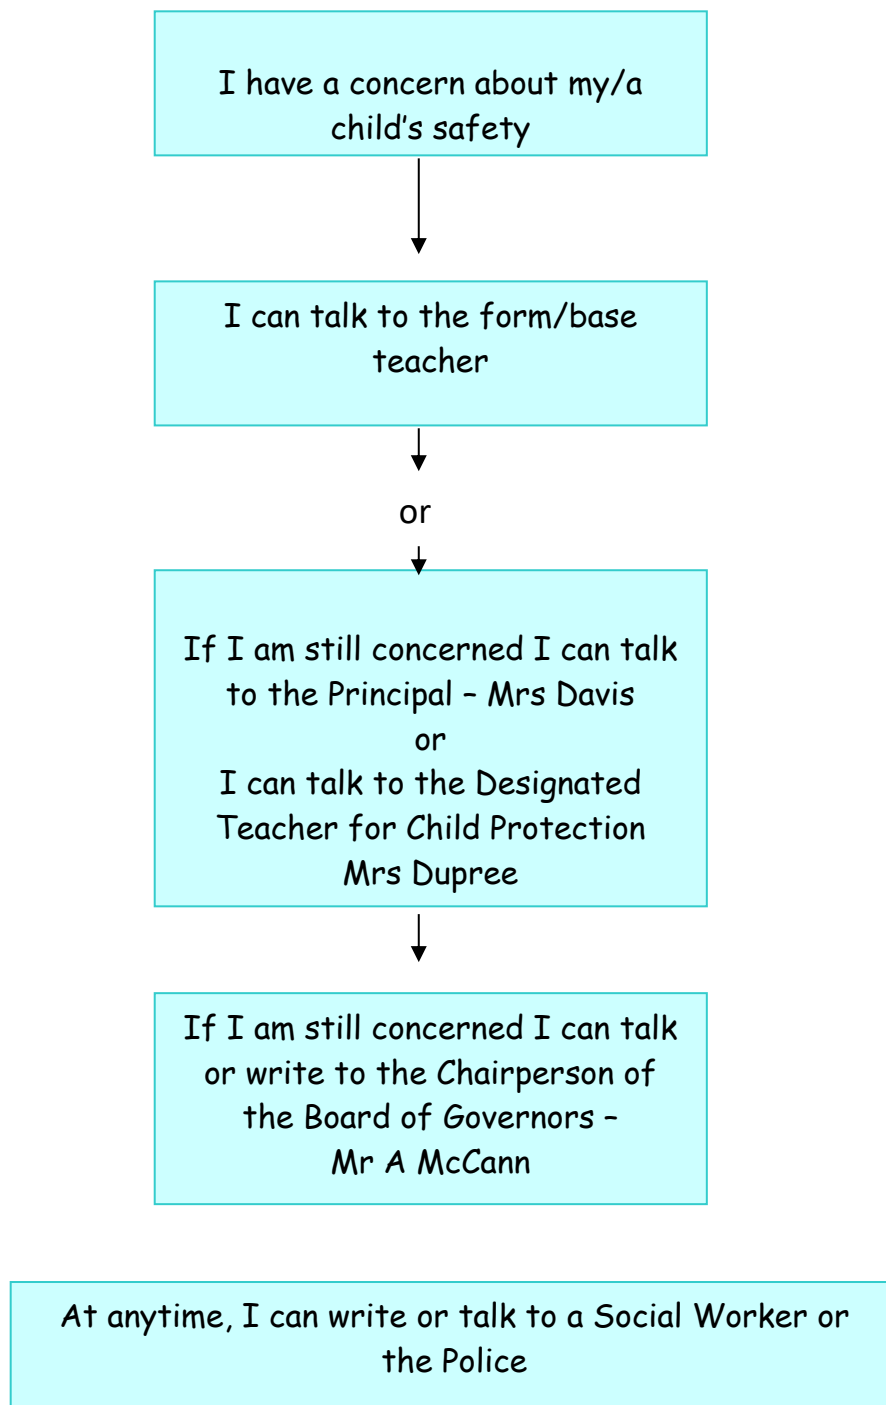 I have a concern about my/a
child's safety
I can talk to the form/base
teacher
or
If I am still concerned I can talk
to the Principal – Mrs Davis
or
I can talk to the Designated
Teacher for Child Protection
Mrs Dupree
If I am still concerned I can talk
or write to the Chairperson of
the Board of Governors –
Mr A McCann
At anytime, I can write or talk to a Social Worker or
the Police